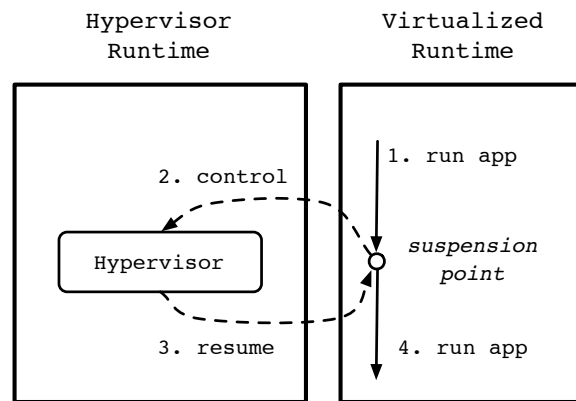 Hypervisor
Runtime
Virtualized
Runtime
1. run app
2. control
Hypervisor
suspension
point
3. resume
4. run app